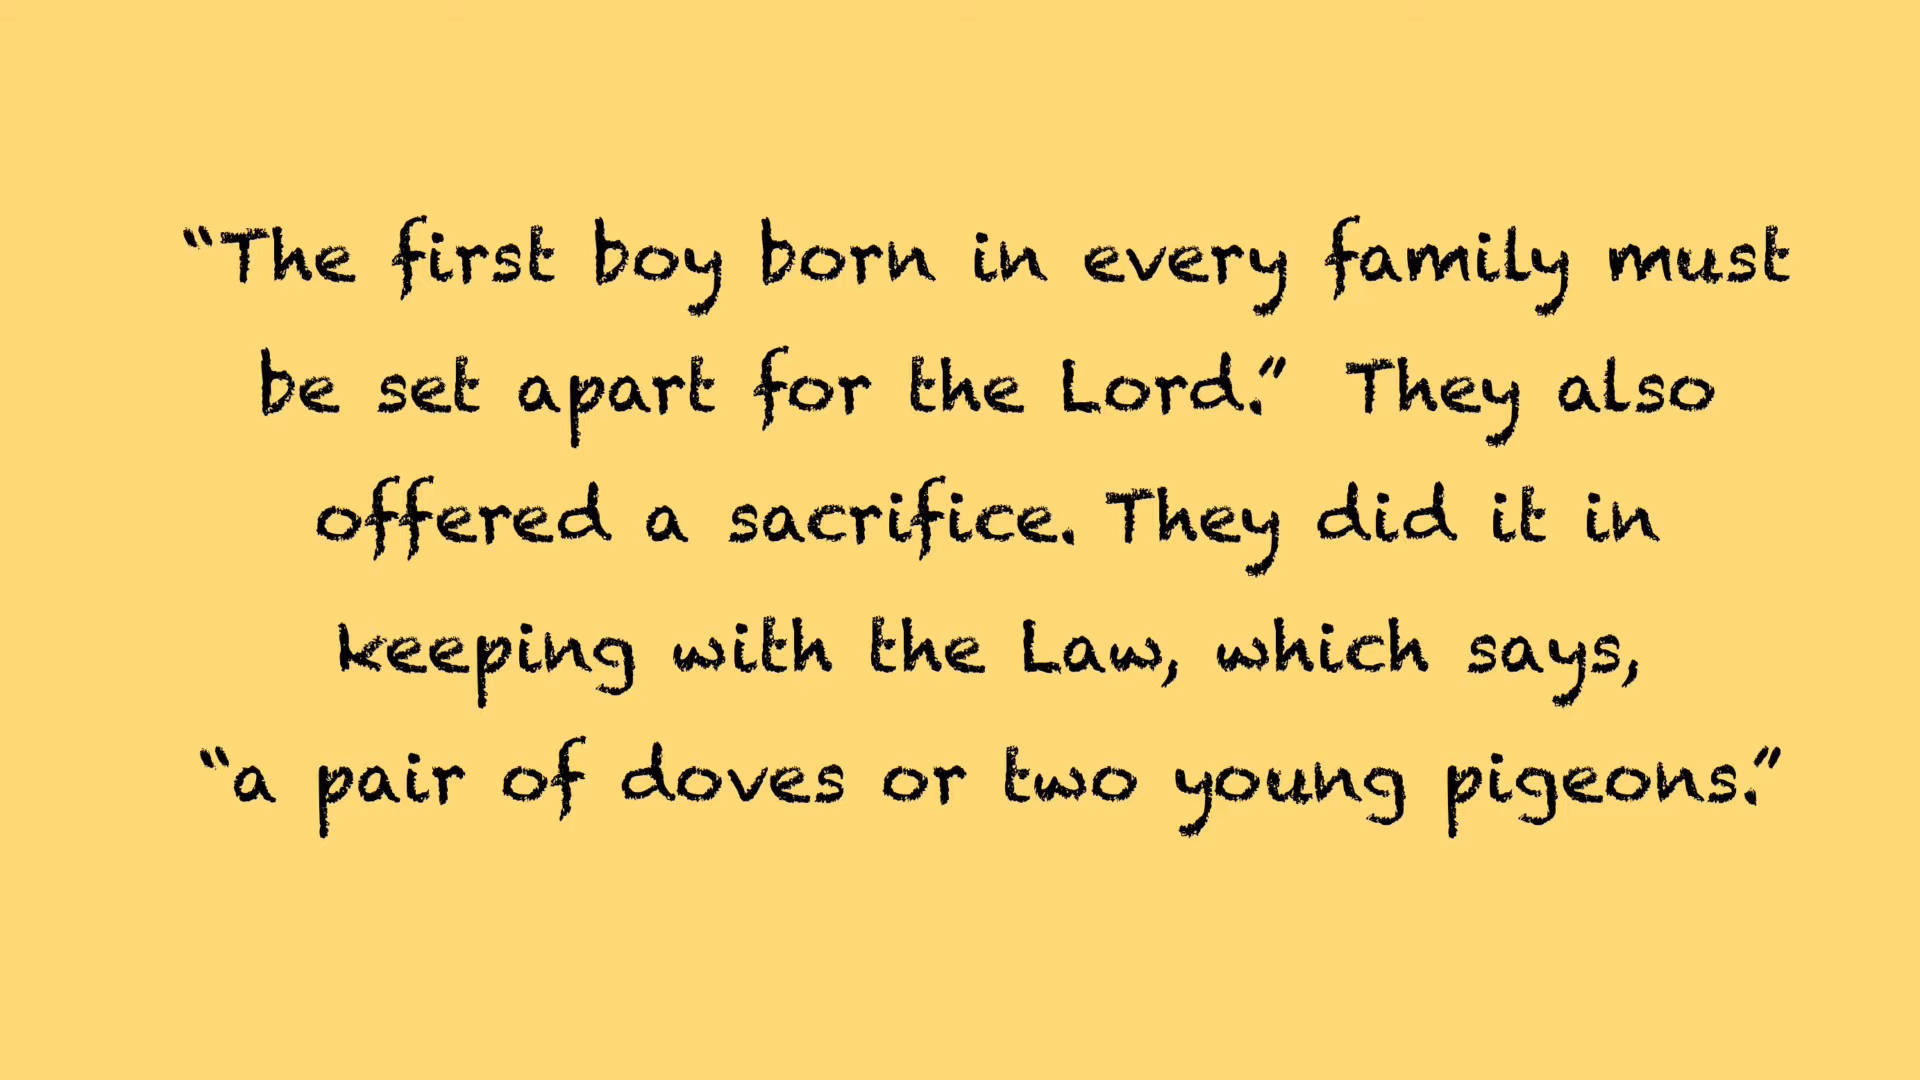 “The first boy born in every family must
be set apart for the Lord.”  They also
offered a sacrifice. They did it in
keeping with the Law, which says,
“a pair of doves or two young pigeons.”